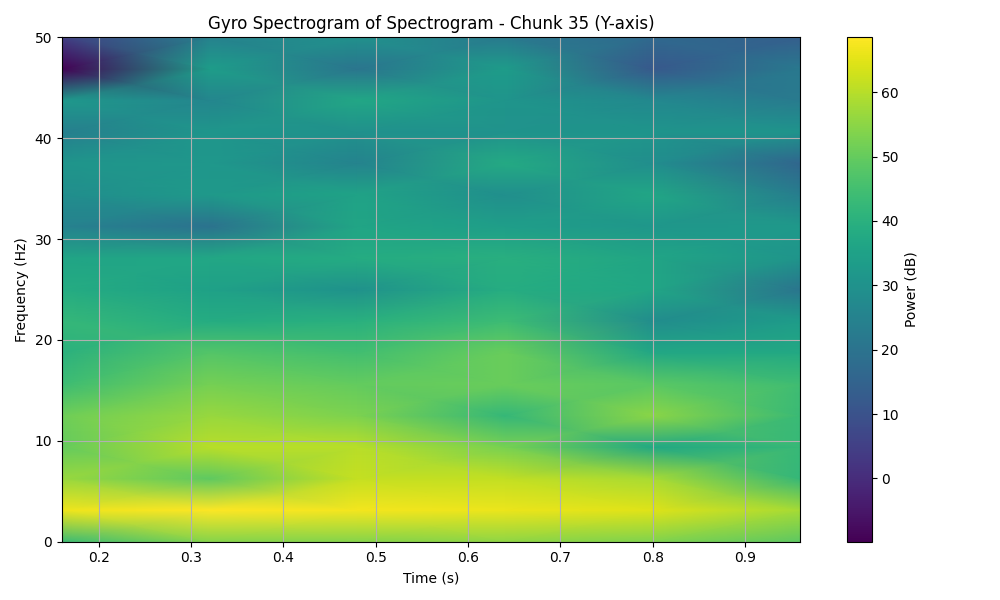 Gyro Spectrogram of Spectrogram - Chunk 35 (Y-axis)
50
40
30
20
10
0
Frequency (Hz)
0.2 0.3 0.4 0.5 0.6 0.7 0.8 0.9
Time (s)
60
50
40
30
20
10
0
Power (dB)